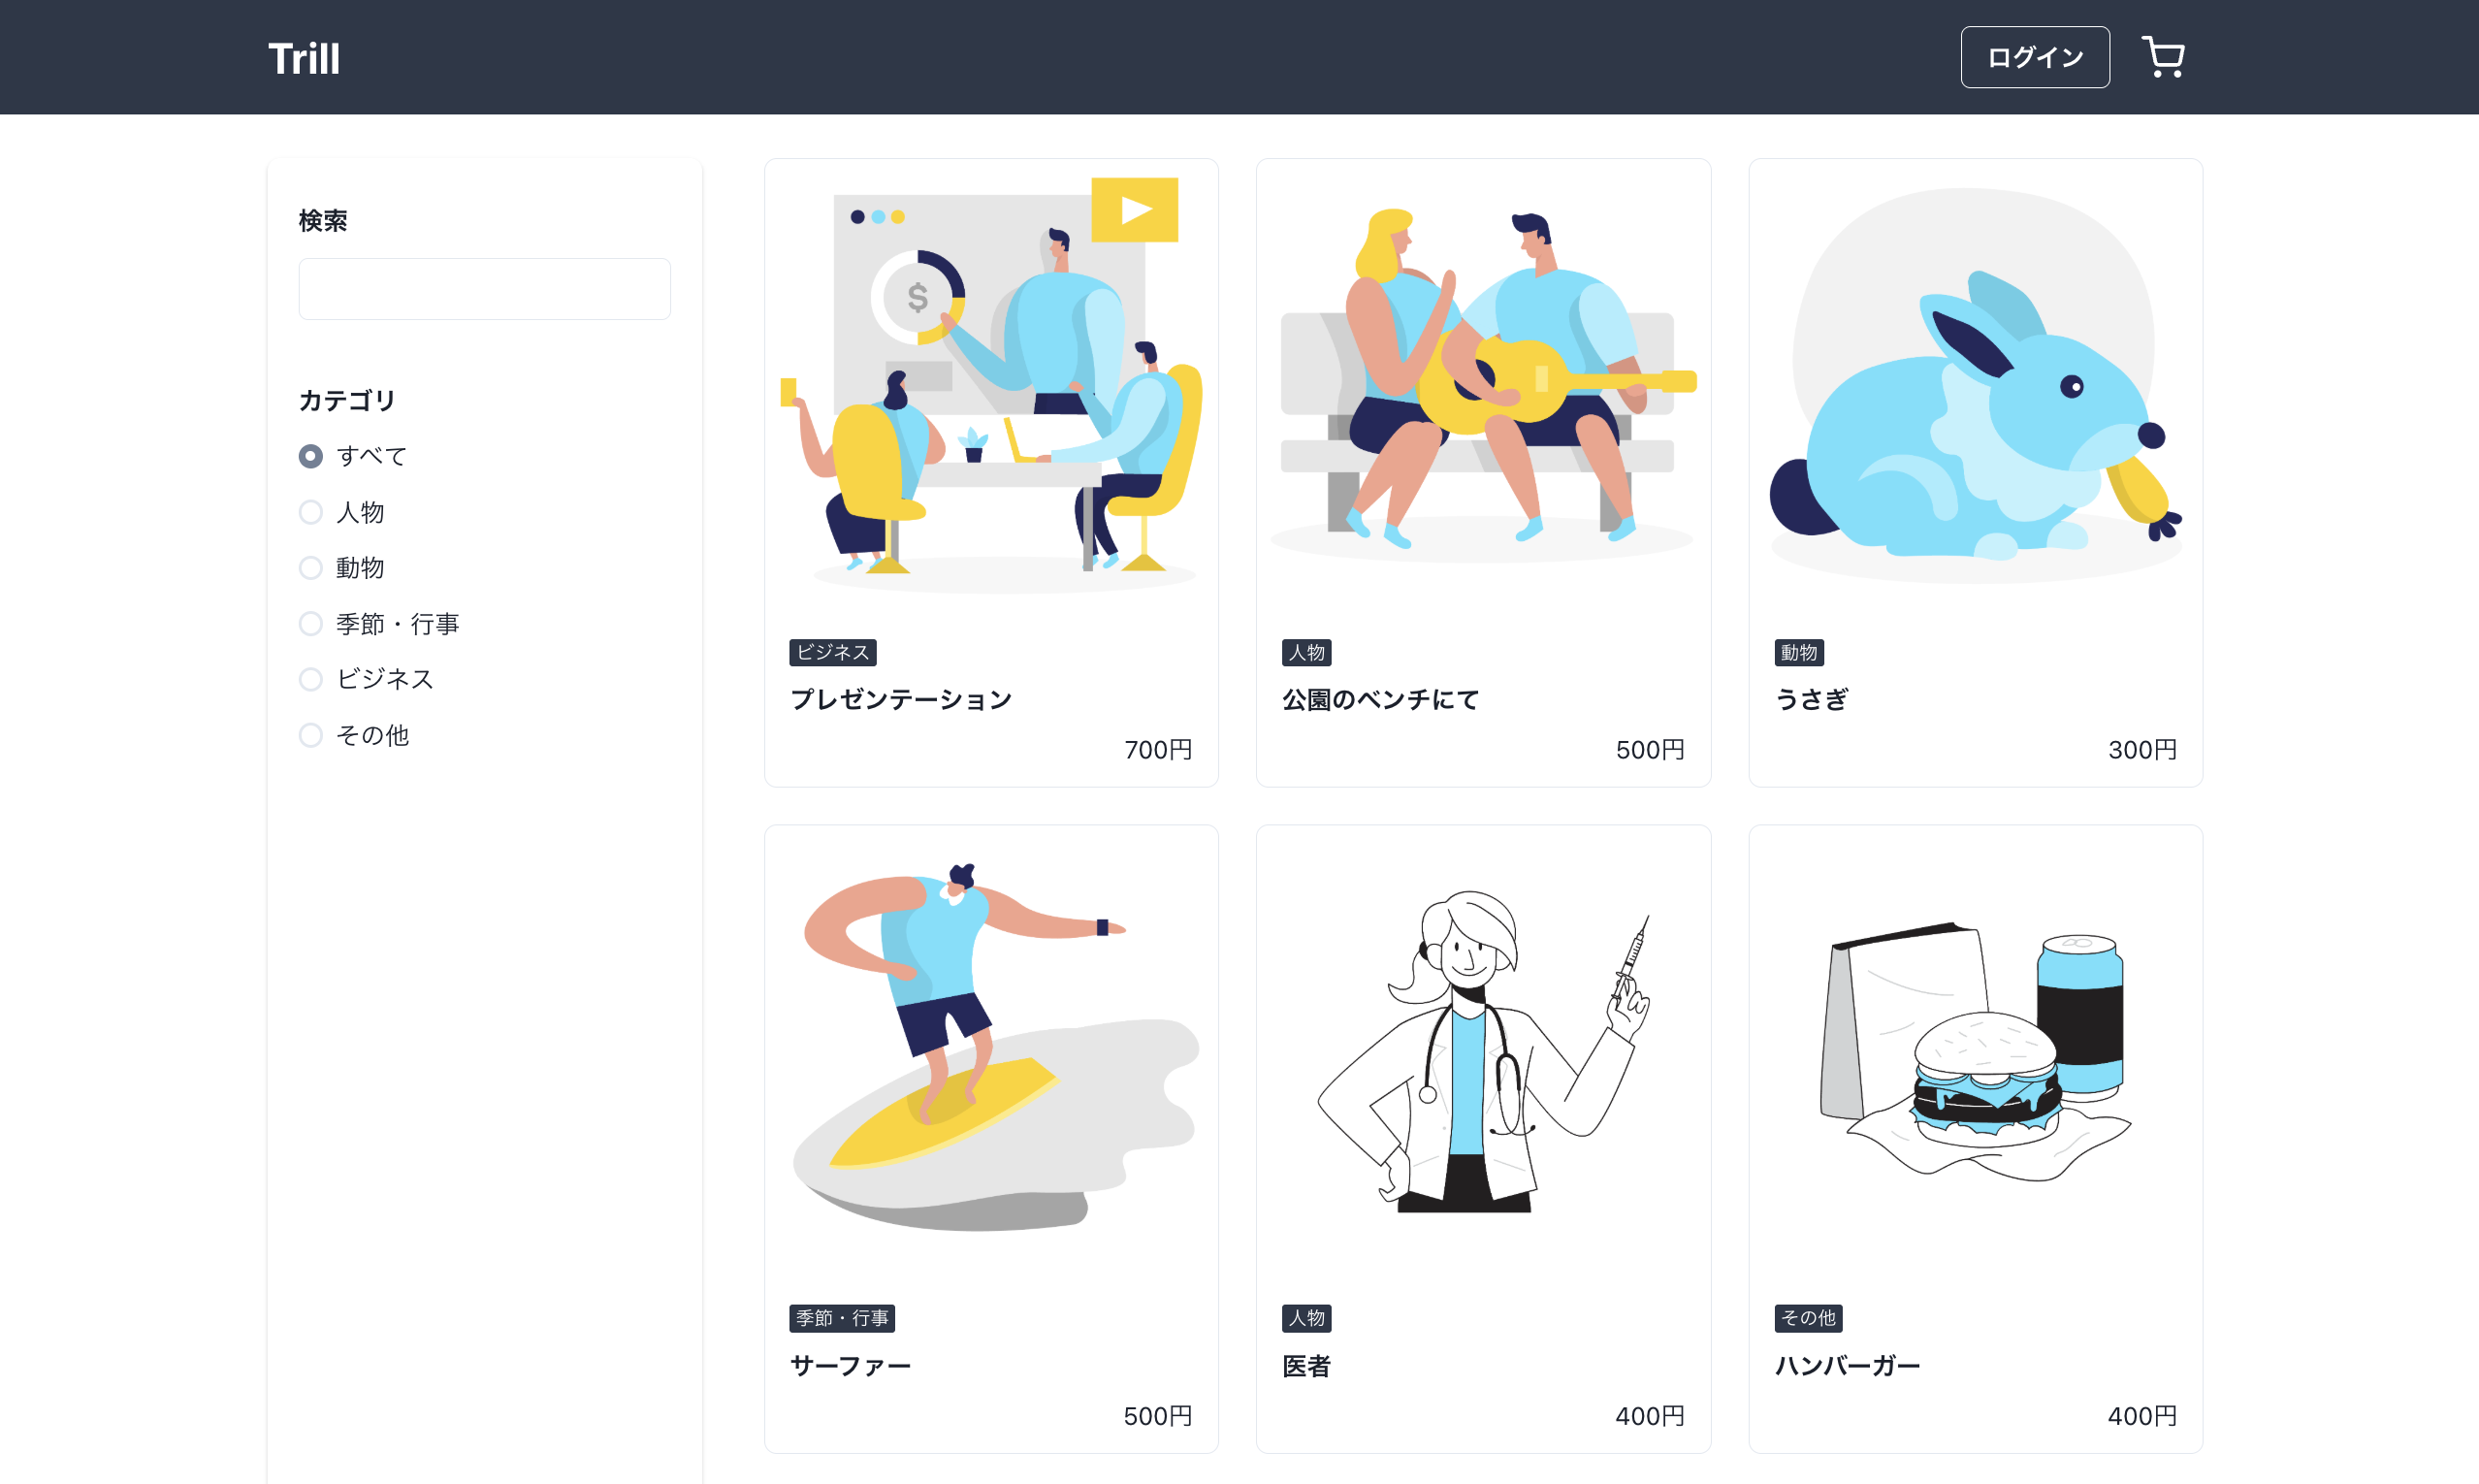 Trill
ログイン
検索
カテゴリ
すべて
人物
動物
季節・行事
ビジネス
その他
$
ビジネス
プレゼンテーション
700円
人物
公園のベンチにて
500円
動物
うさぎ
300円
季節・行事
サーファー
500円
人物
医者
400円
その他
ハンバーガー
400円